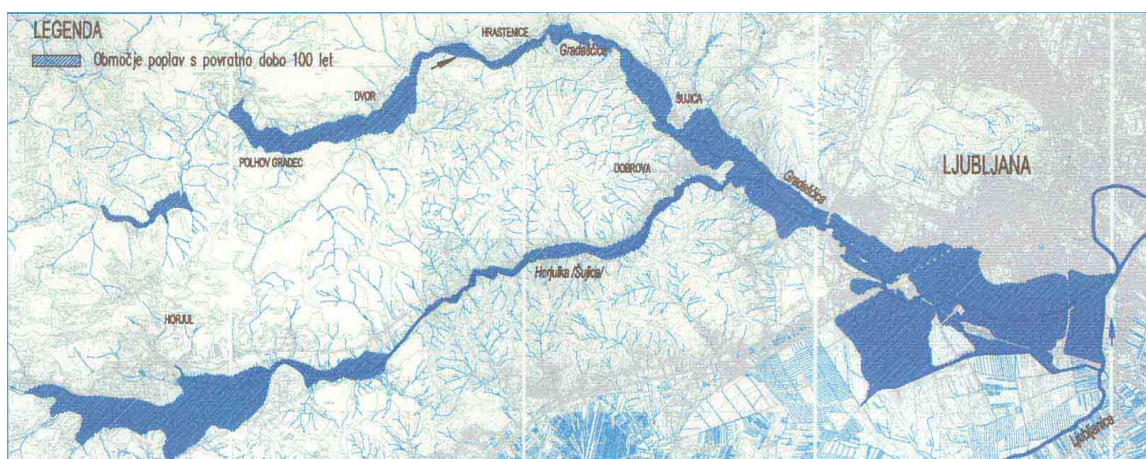 LEGENDA
Območje poplav s povratno dobo 100 let
HRASTENICE
Gradaščica
DVOR
ŠUJICA
POLHOV GRADEC
DOBROVA
LJUBLJANA
Gradaščica
Horjulka /Šujica/
HORJUL
Ljubljanica